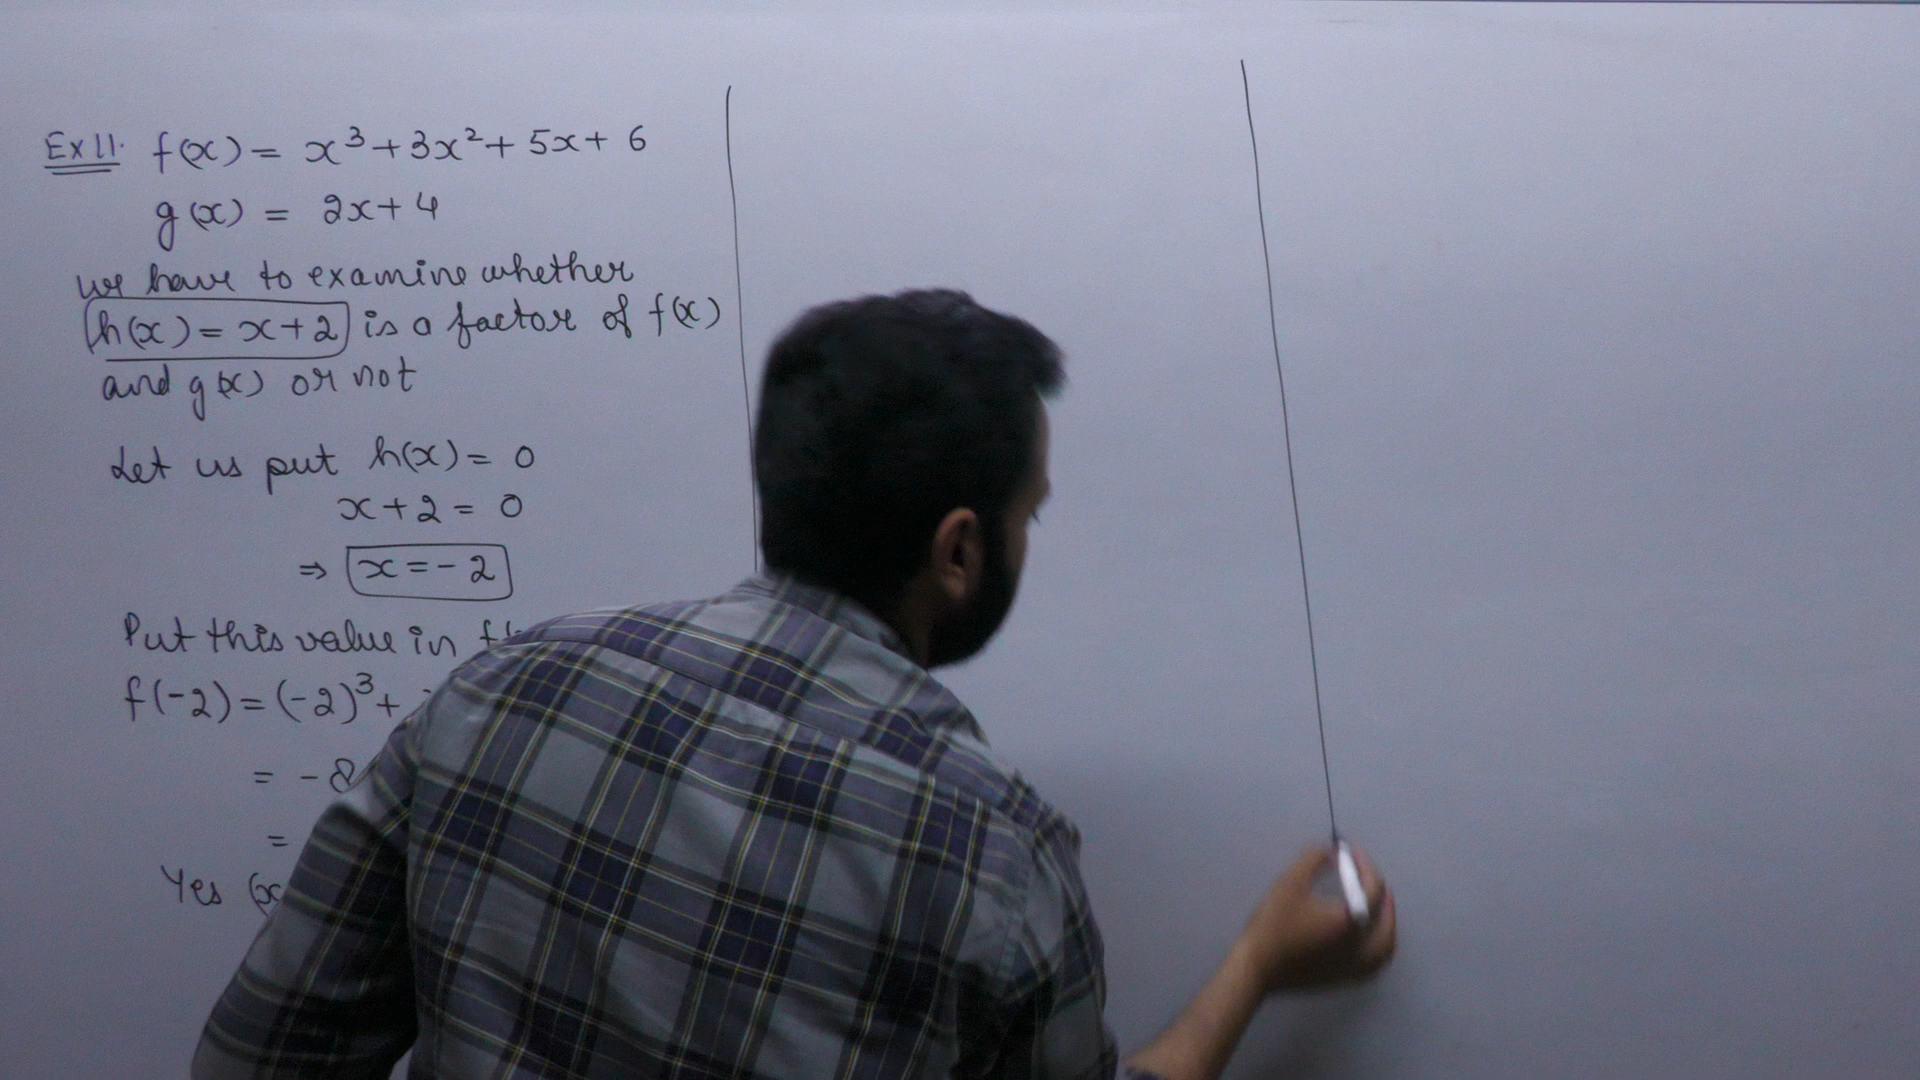 Ex 11. f(x) = x³ + 3x² + 5x + 6
g(x) = 2x + 4
we have to examine whether
h(x) = x + 2 is a factor of f(x)
and g(x) or not
Let us put h(x) = 0
x + 2 = 0
⇒ x = - 2
Put this value in
f(-2) = (-2)³ +
= - 8
=
Yes (x